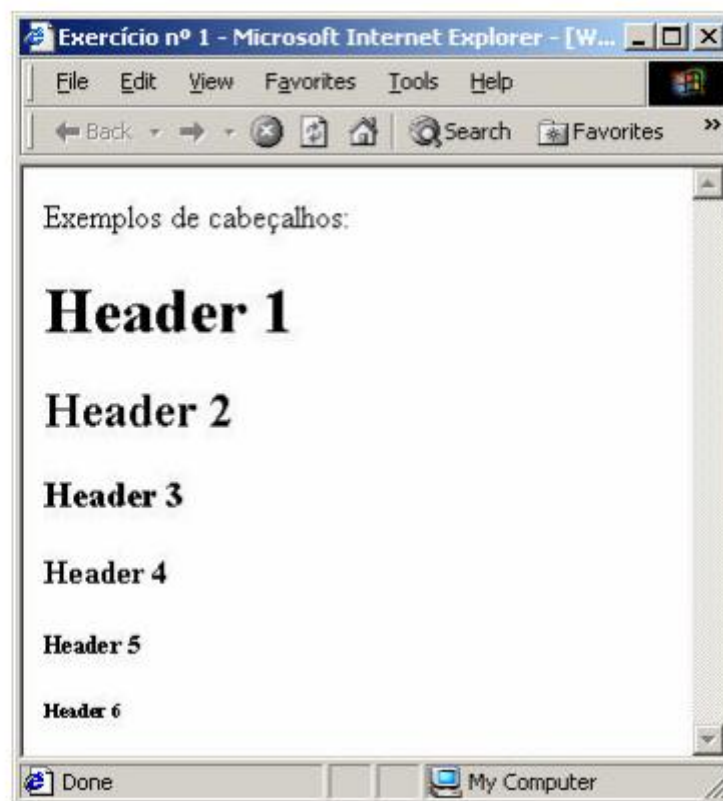 Exercício nº 1 - Microsoft Internet Explorer - [W...
File Edit View Favorites Tools Help
Back Search Favorites »
Exemplos de cabeçalhos:
Header 1
Header 2
Header 3
Header 4
Header 5
Header 6
Done My Computer